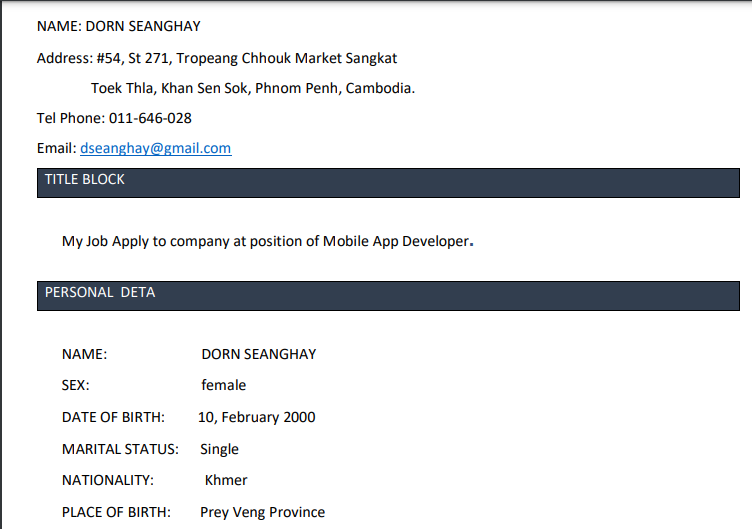 NAME: DORN SEANGHAY
Address: #54, St 271, Tropeang Chhouk Market Sangkat
Toek Thla, Khan Sen Sok, Phnom Penh, Cambodia.
Tel Phone: 011-646-028
Email: dseanghay@gmail.com
TITLE BLOCK
My Job Apply to company at position of Mobile App Developer.
PERSONAL DETA
NAME: DORN SEANGHAY
SEX: female
DATE OF BIRTH: 10, February 2000
MARITAL STATUS: Single
NATIONALITY: Khmer
PLACE OF BIRTH: Prey Veng Province